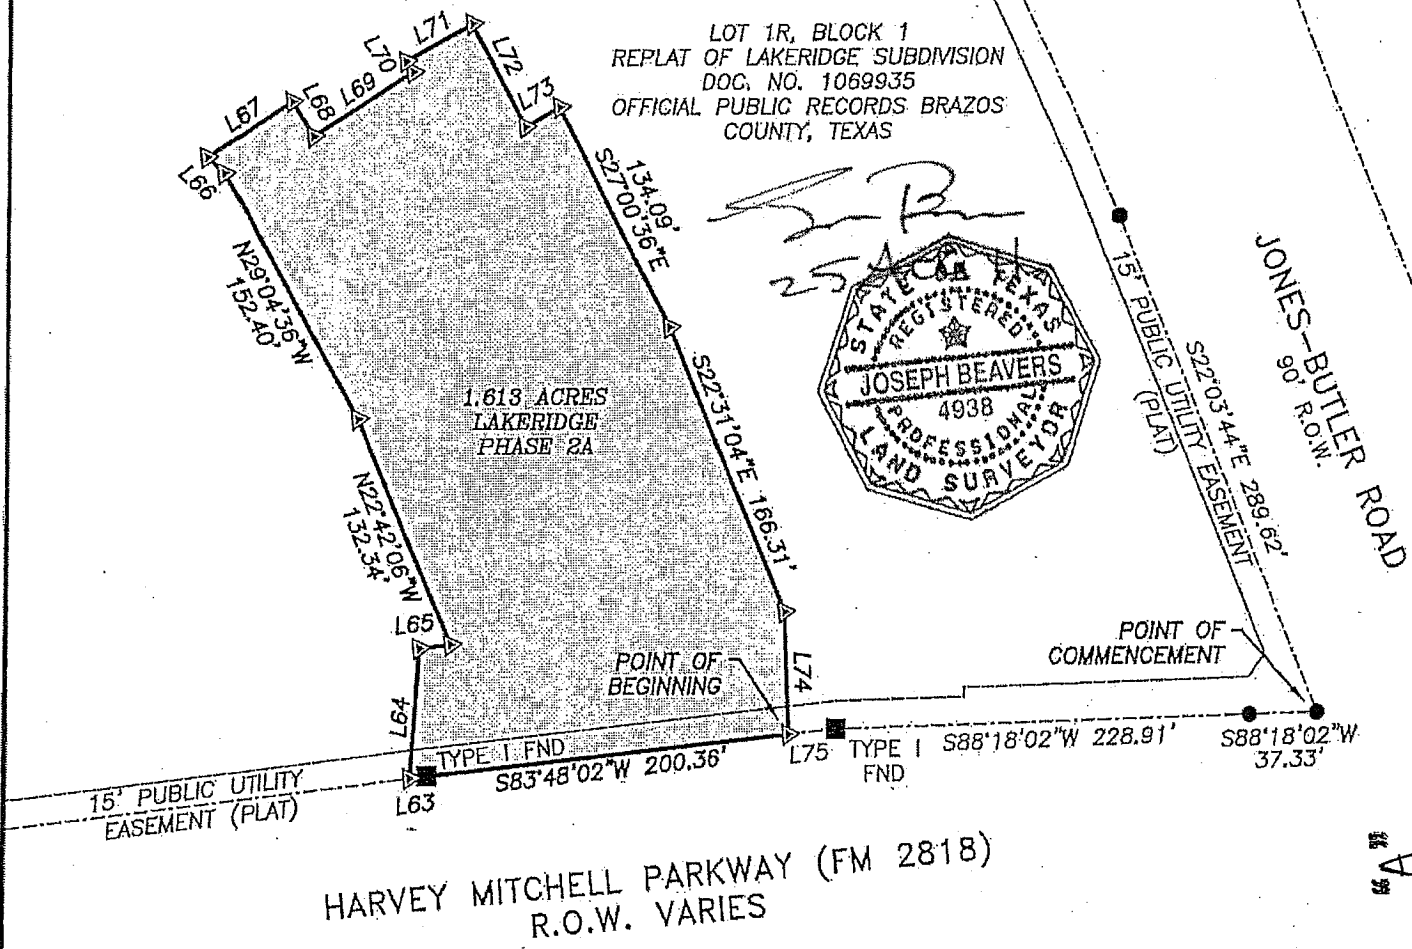 LOT 1R, BLOCK 1
REPLAT OF LAKERIDGE SUBDIVISION
DOC. NO. 1069935
OFFICIAL PUBLIC RECORDS BRAZOS
COUNTY, TEXAS
L71
L70
L72
L69
L73
L68
L67
L66
134.09'
S27°00'36"E
N29°04'36"W
152.40'
25
STATE OF TEXAS
REGISTERED
JOSEPH BEAVERS
4938
PROFESSIONAL
LAND SURVEYOR
15' PUBLIC UTILITY EASEMENT
(PLAT)
S22°03'44"E 289.62'
JONES-BUTLER ROAD
90' R.O.W.
1.613 ACRES
LAKERIDGE
PHASE 2A
S22°31'04"E 166.31'
N22°42'06"W
132.34'
L65
L64
POINT OF
BEGINNING
L74
POINT OF
COMMENCEMENT
TYPE I FND
S83°48'02"W 200.36'
L75
TYPE I
FND
S88°18'02"W 228.91'
S88°18'02"W
37.33'
L63
15' PUBLIC UTILITY
EASEMENT (PLAT)
HARVEY MITCHELL PARKWAY (FM 2818)
R.O.W. VARIES
"A"